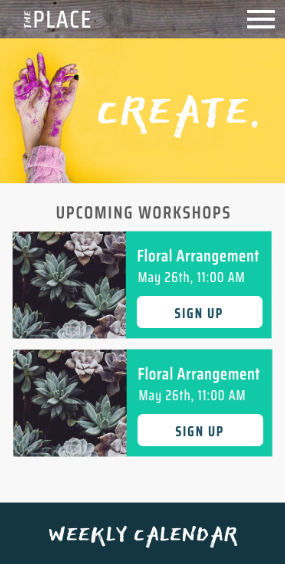 THE PLACE
CREATE.
UPCOMING WORKSHOPS
Floral Arrangement
May 26th, 11:00 AM
SIGN UP
Floral Arrangement
May 26th, 11:00 AM
SIGN UP
WEEKLY CALENDAR